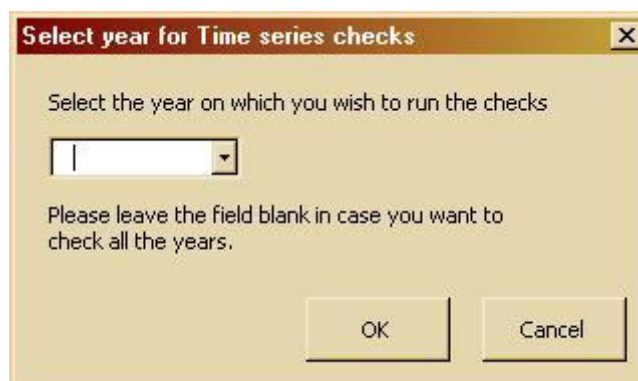 Select year for Time series checks
Select the year on which you wish to run the checks
Please leave the field blank in case you want to
check all the years.
OK Cancel